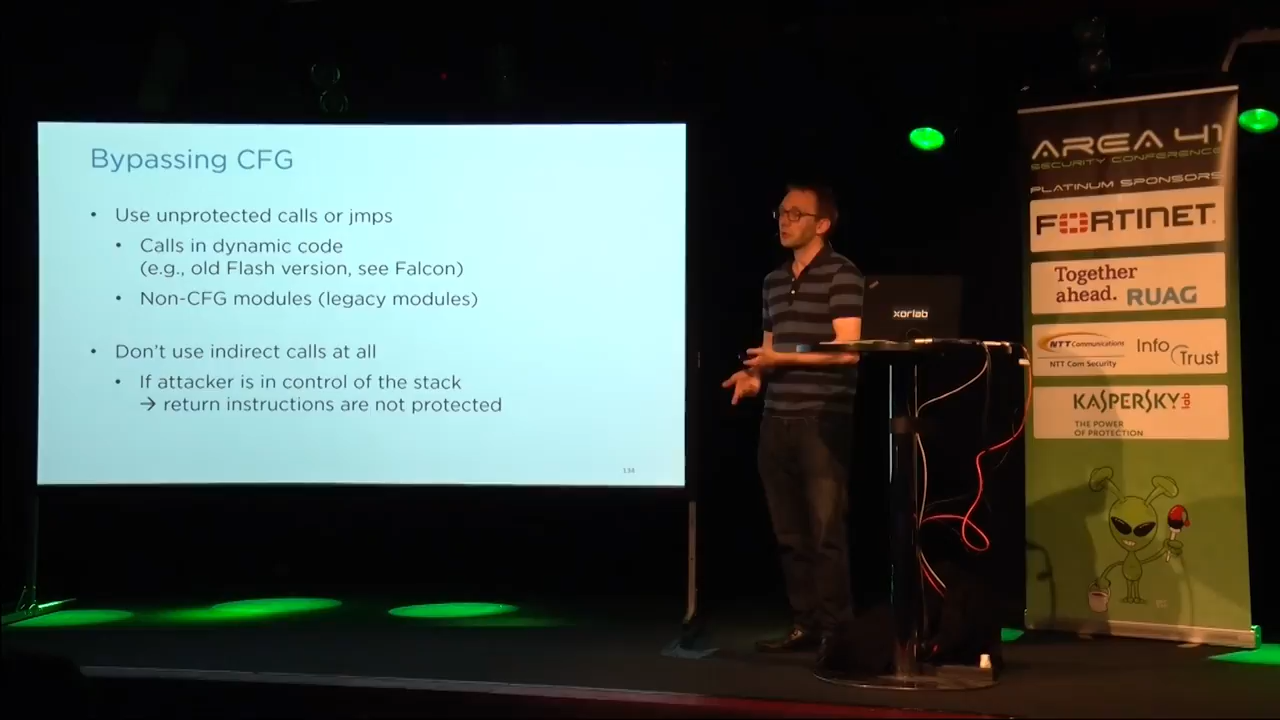 Bypassing CFG
• Use unprotected calls or jmps
• Calls in dynamic code
(e.g., old Flash version, see Falcon)
• Non-CFG modules (legacy modules)
• Don't use indirect calls at all
• If attacker is in control of the stack
→ return instructions are not protected
134
xorlab
AREA 41
SECURITY CONFERENCE
PLATINUM SPONSORS
FORTINET
Together
ahead. RUAG
NTT Communications
NTT Com Security
Info Trust
KASPERSKY lab
THE POWER
OF PROTECTION